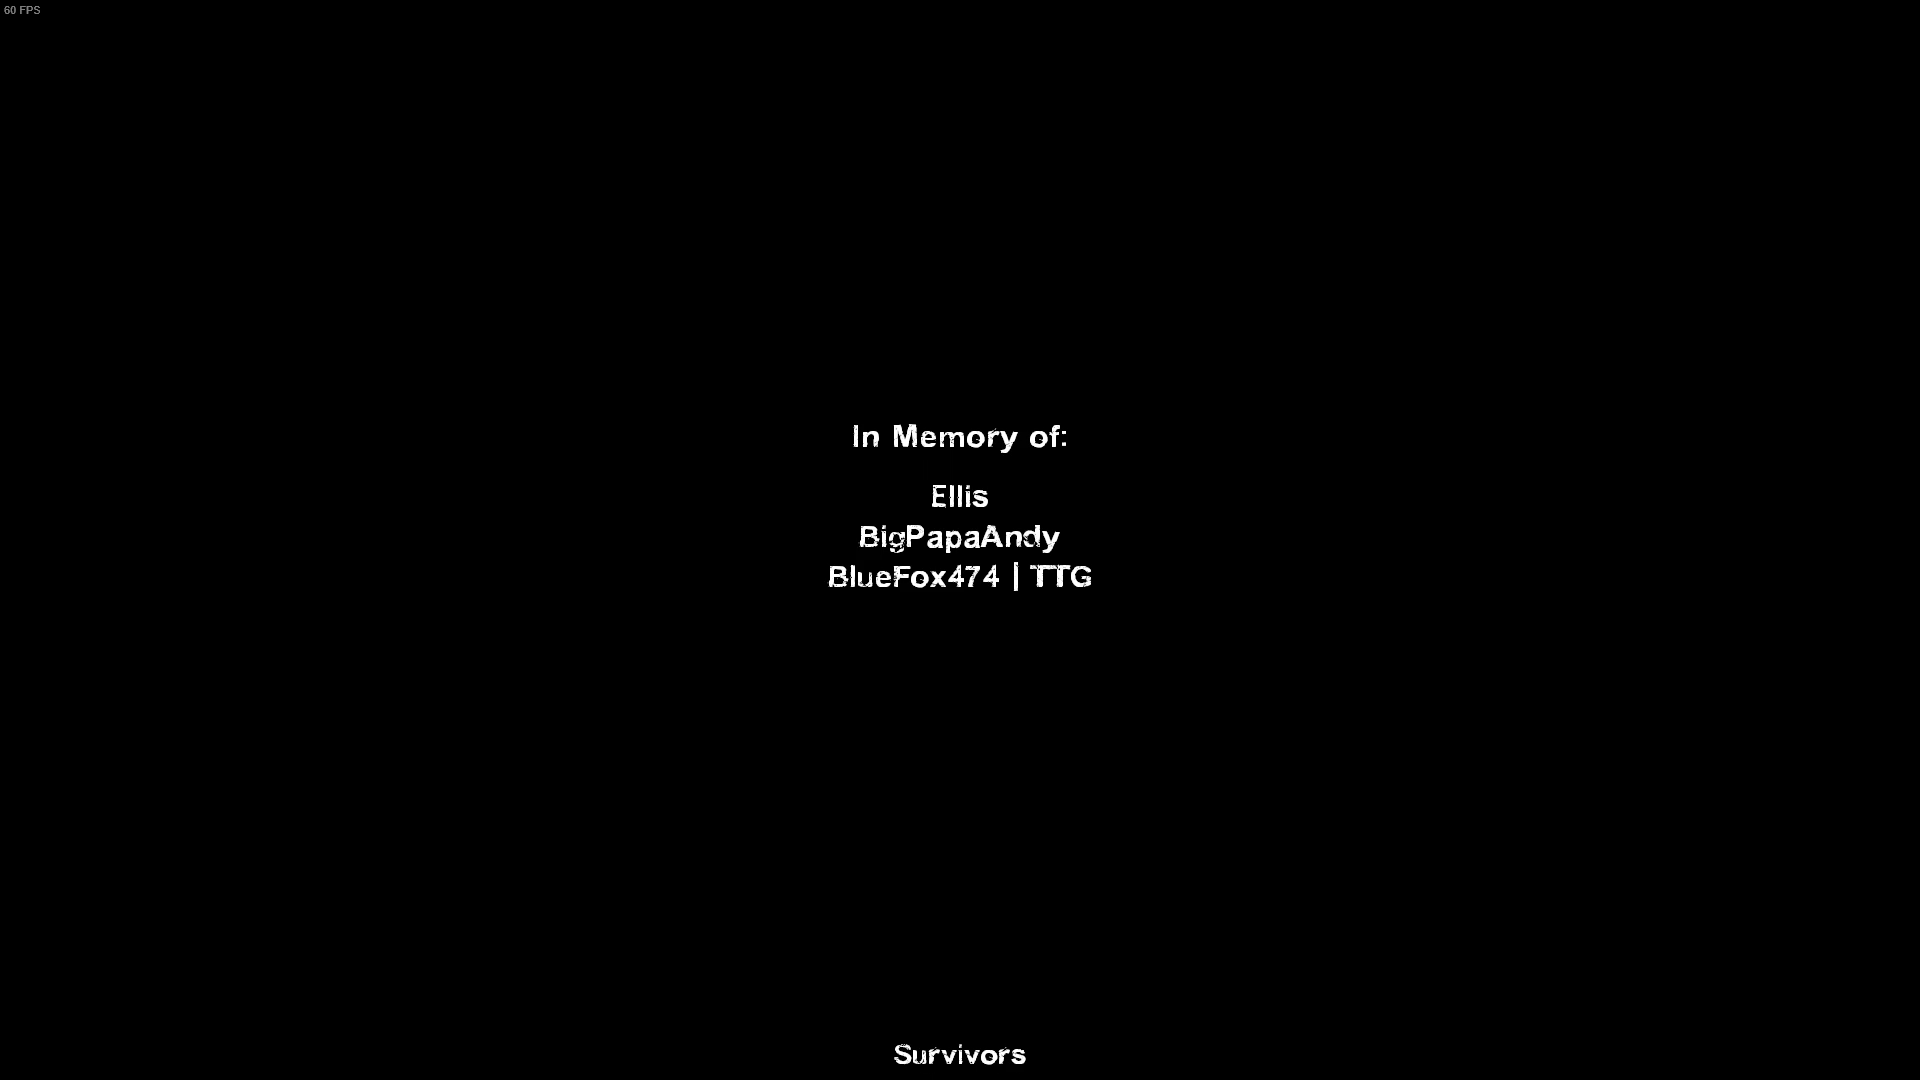 60 FPS
In Memory of:
Ellis
BigPapaAndy
BlueFox474 | TTG
Survivors